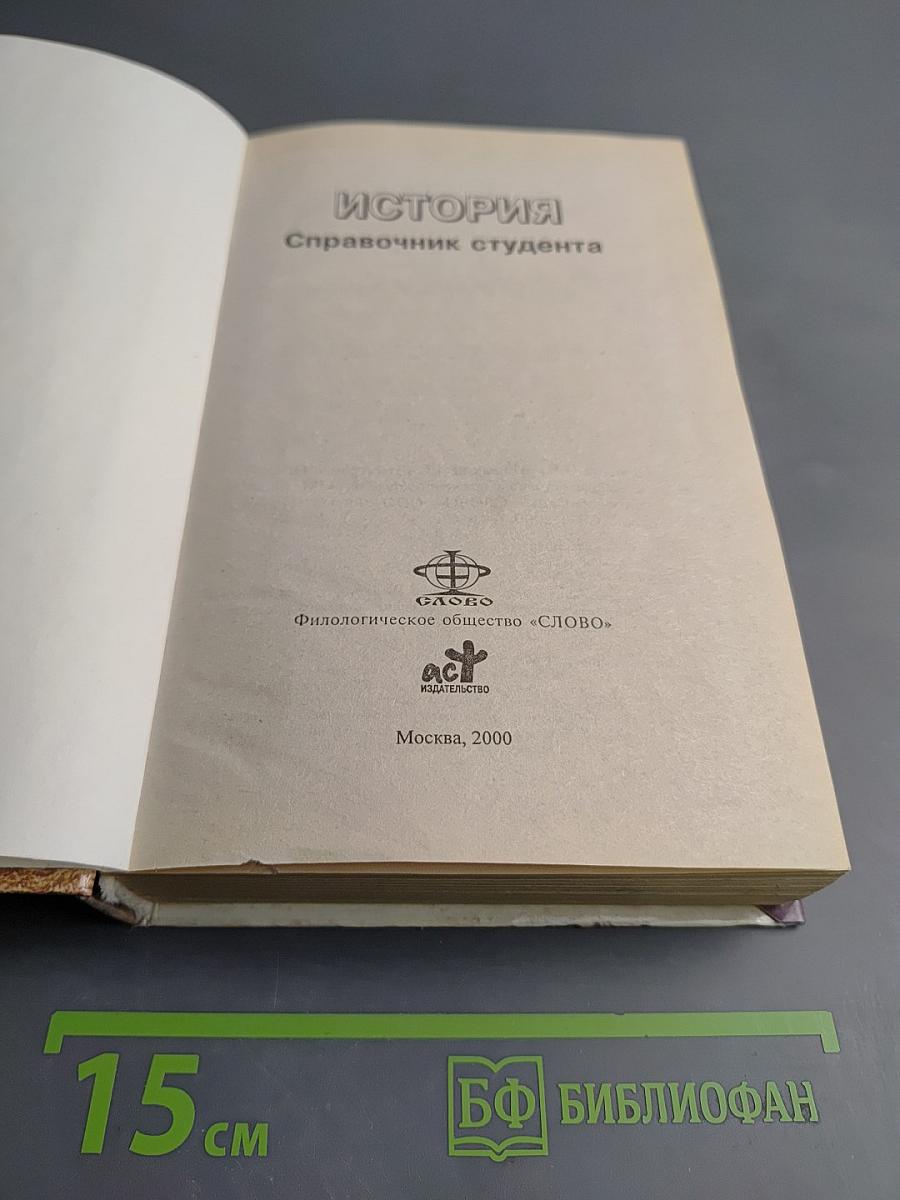 ИСТОРИЯ
Справочник студента
СЛОВО
Филологическое общество «СЛОВО»
аст
ИЗДАТЕЛЬСТВО
Москва, 2000
15 см
БФ БИБЛИОФАН